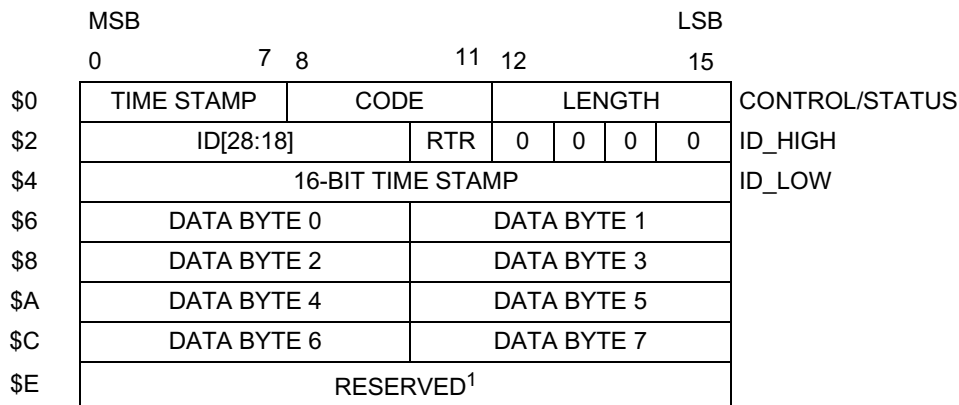 MSB LSB
0 7 8 11 12 15
$0 TIME STAMP CODE LENGTH CONTROL/STATUS
$2 ID[28:18] RTR 0 0 0 0 ID_HIGH
$4 16-BIT TIME STAMP ID_LOW
$6 DATA BYTE 0 DATA BYTE 1
$8 DATA BYTE 2 DATA BYTE 3
$A DATA BYTE 4 DATA BYTE 5
$C DATA BYTE 6 DATA BYTE 7
$E RESERVED1